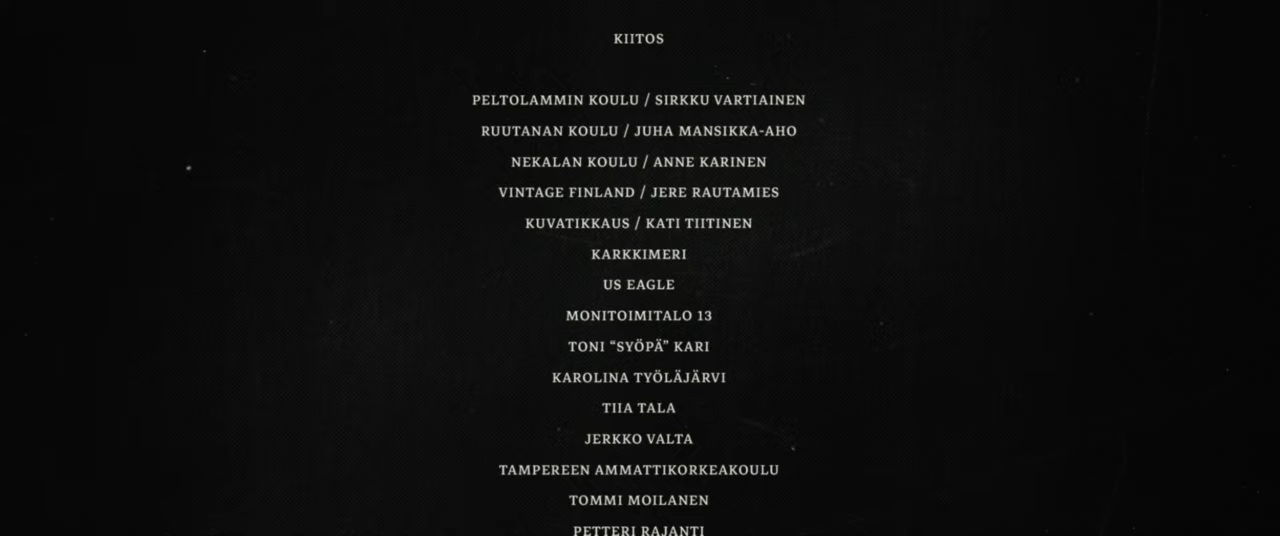 KIITOS
PELTOLAMMIN KOULU / SIRKKU VARTIAINEN
RUUTANAN KOULU / JUHA MANSIKKA-AHO
NEKALAN KOULU / ANNE KARINEN
VINTAGE FINLAND / JERE RAUTAMIES
KUVATIKKAUS / KATI TIITINEN
KARKKIMERI
US EAGLE
MONITOIMITALO 13
TONI “SYÖPÄ” KARI
KAROLINA TYÖLÄJÄRVI
TIIA TALA
JERKKO VALTA
TAMPEREEN AMMATTIKORKEAKOULU
TOMMI MOILANEN
PETTERI RAJANTI